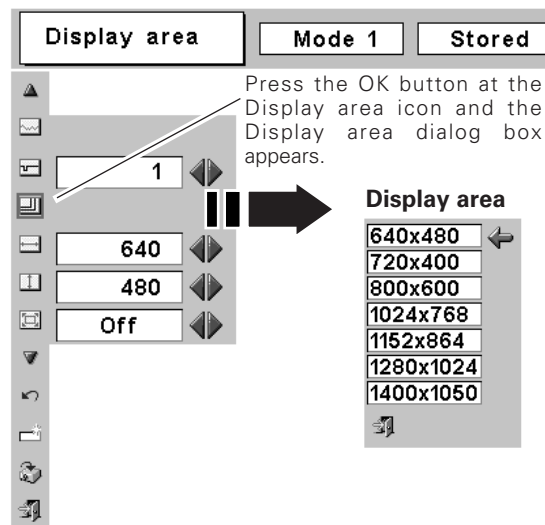 Display area
Mode 1
Stored
Press the OK button at the
Display area icon and the
Display area dialog box
appears.
1
640
480
Off
Display area
640x480
720x400
800x600
1024x768
1152x864
1280x1024
1400x1050